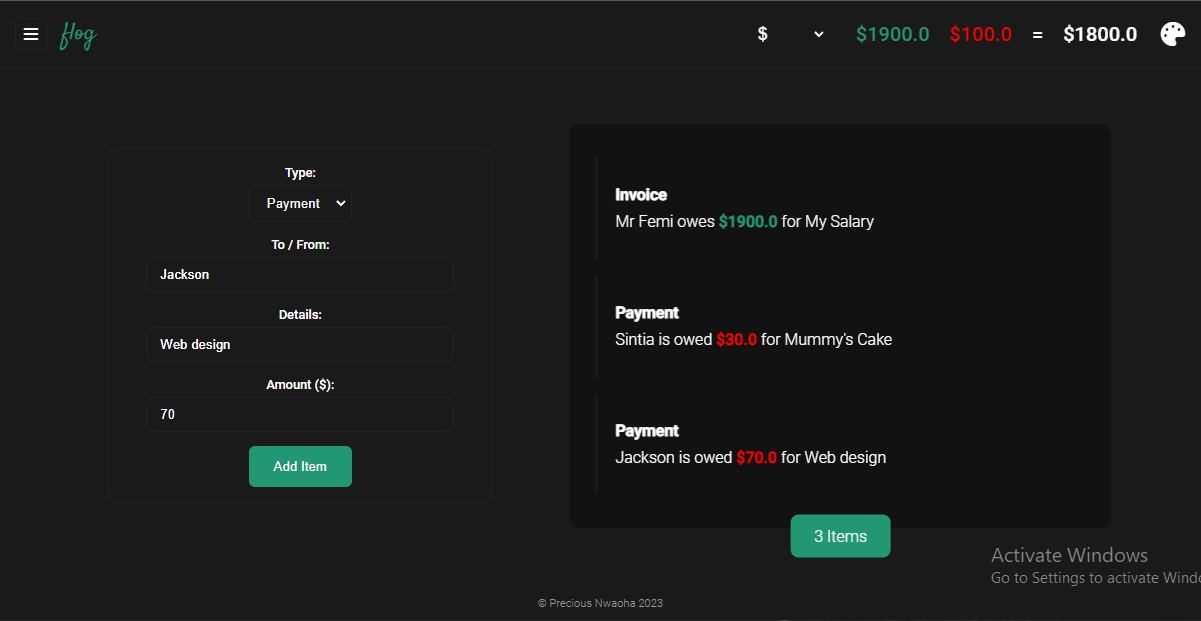 flog
$
$1900.0 $100.0 = $1800.0
Type:
Payment
To / From:
Jackson
Details:
Web design
Amount ($):
70
Add Item
Invoice
Mr Femi owes $1900.0 for My Salary
Payment
Sintia is owed $30.0 for Mummy's Cake
Payment
Jackson is owed $70.0 for Web design
3 Items
Activate Windows
Go to Settings to activate Windo
© Precious Nwaoha 2023